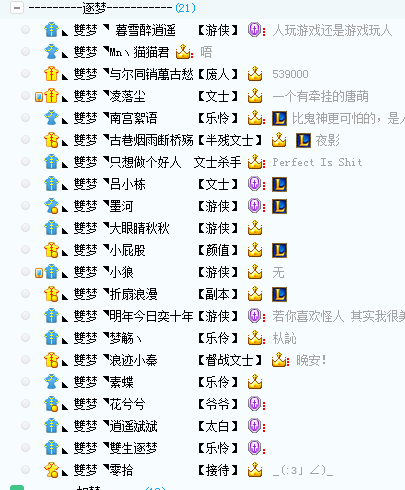 ---------逐梦-----------(21)
◣ 雙梦◥ 暮雪醉逍遥 【游侠】 人玩游戏还是游戏玩人
◣ 雙梦◥Mnヽ猫猫君 唔
◣ 雙梦◥与尔同销萬古愁【废人】 539000
◣ 雙梦◥凌落尘 【文士】 一个有牵挂的唐萌
◣ 雙梦◥南宫絮语 【乐伶】 L 比鬼神更可怕的，是人
◣ 雙梦◥古巷烟雨断桥殇【半残文士】 L 夜影
◣ 雙梦◥只想做个好人 文士杀手 Perfect Is Shit
◣ 雙梦◥吕小栋 【文士】 L
◣ 雙梦◥墨河 【游侠】 L
◣ 雙梦◥大眼睛秋秋 【游侠】
◣ 雙梦◥小屁股 【颜值】 L
◣ 雙梦◥小狼 【游侠】 无
◣ 雙梦◥折扇浪漫 【副本】 L
◣ 雙梦◥明年今日奕十年【游侠】 若你喜欢怪人 其实我很美
◣ 雙梦◥梦觞ヽ 【乐伶】
◣ 雙梦◥浪迹小秦 【督战文士】 晚安！
◣ 雙梦◥素蝶 【乐伶】
◣ 雙梦◥花兮兮 【爷爷】
◣ 雙梦◥逍遥斌斌 【太白】
◣ 雙梦◥雙生逐梦 【乐伶】
◣ 雙梦◥零拾 【接待】 _(:з」∠)_